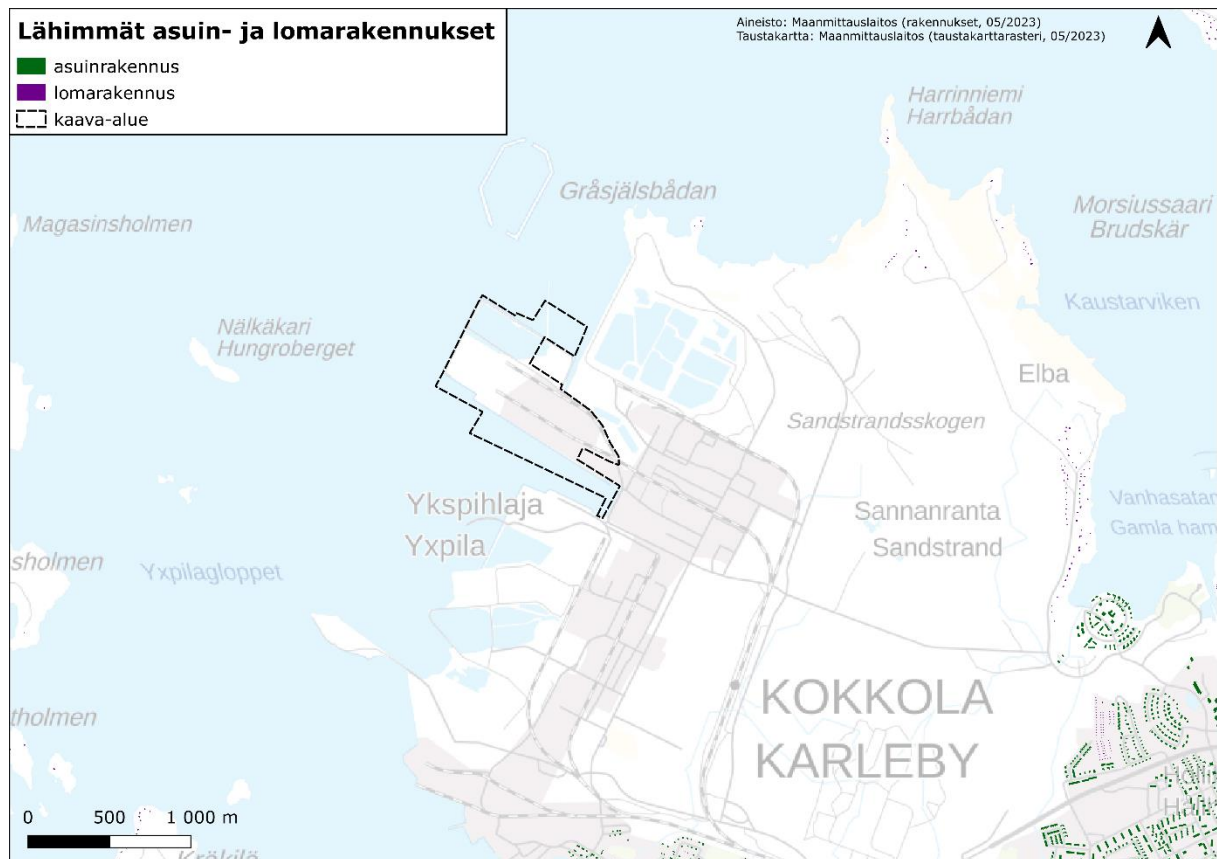 Lähimmät asuin- ja lomarakennukset
asuinrakennus
lomarakennus
kaava-alue
Aineisto: Maanmittauslaitos (rakennukset, 05/2023)
Taustakartta: Maanmittauslaitos (taustakarttarasteri, 05/2023)
Harrinniemi
Harrbådan
Gråsjälsbådan
Morsiussaari
Brudskär
Magasinsholmen
Kaustarviken
Nälkäkari
Hungroberget
Elba
Sandstrandsskogen
Ykspihlaja
Yxpila
Vanhasatam
Gamla ham
Sannanranta
Sandstrand
sholmen
Yxpilagloppet
KOKKOLA
KARLEBY
tholmen
0 500 1 000 m
Kråkilö